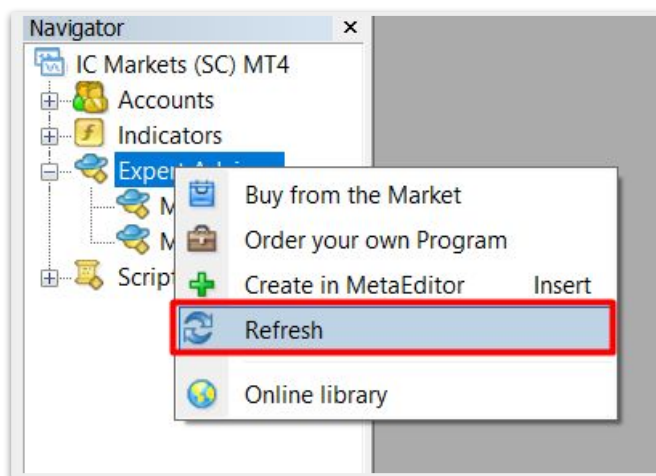 Navigator
IC Markets (SC) MT4
Accounts
Indicators
Buy from the Market
Order your own Program
Create in MetaEditor Insert
Refresh
Online library